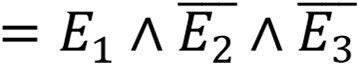 = E₁ ∧ E̅₂̅ ∧ E̅₃̅